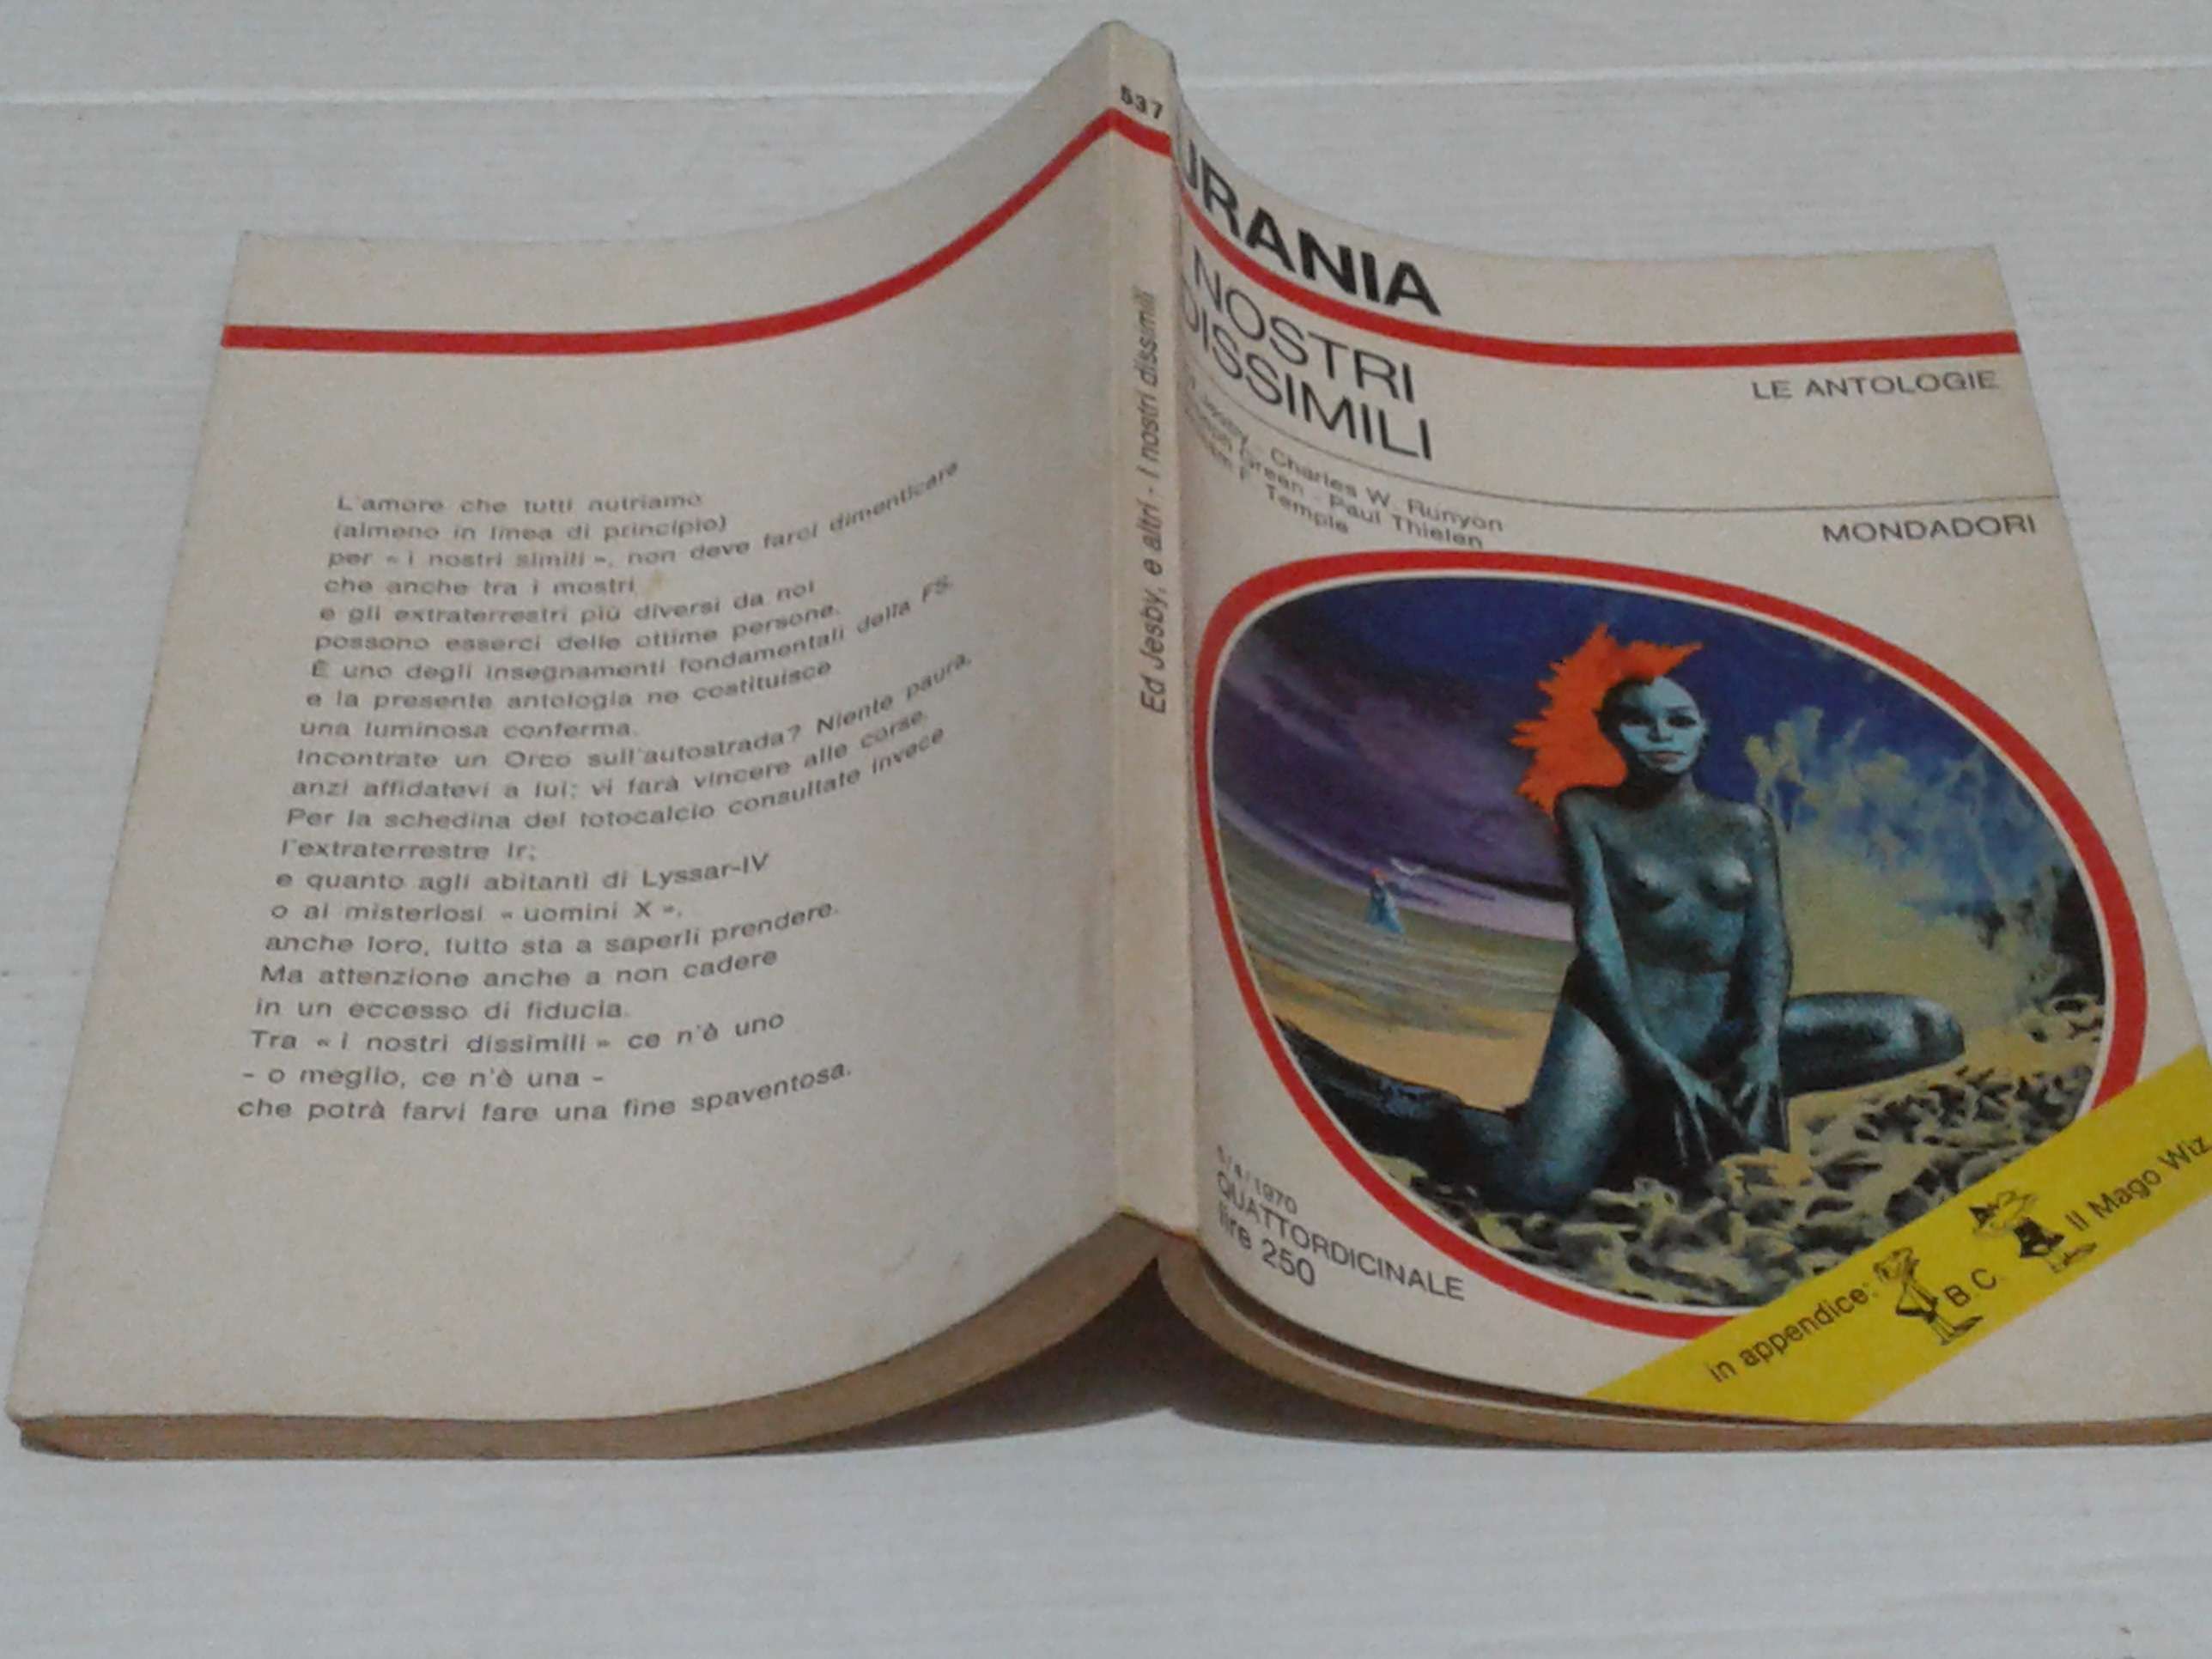 L'amore che tutti nutriamo
(almeno in linea di principio)
per « i nostri simili », non deve farci dimenticare
che anche tra i mostri
e gli extraterrestri più diversi da noi
possono esserci delle ottime persone.
È uno degli insegnamenti fondamentali della FS.
e la presente antologia ne costituisce
una luminosa conferma.
Incontrate un Orco sull'autostrada? Niente paura,
anzi affidatevi a lui; vi farà vincere alle corse.
Per la schedina del totocalcio consultate invece
l'extraterrestre Ir;
e quanto agli abitanti di Lyssar-IV
o ai misteriosi « uomini X »,
anche loro, tutto sta a saperli prendere.
Ma attenzione anche a non cadere
in un eccesso di fiducia.
Tra « i nostri dissimili » ce n'è uno
- o meglio, ce n'è una -
che potrà farvi fare una fine spaventosa.
537
Ed Jesby, e altri - I nostri dissimili
URANIA
NOSTRI
DISSIMILI
LE ANTOLOGIE
Jesby - Charles W. Runyon
Green - Paul Thielen
F. Temple
MONDADORI
5/4/1970
QUATTORDICINALE
lire 250
in appendice: B.C. Il Mago Wiz